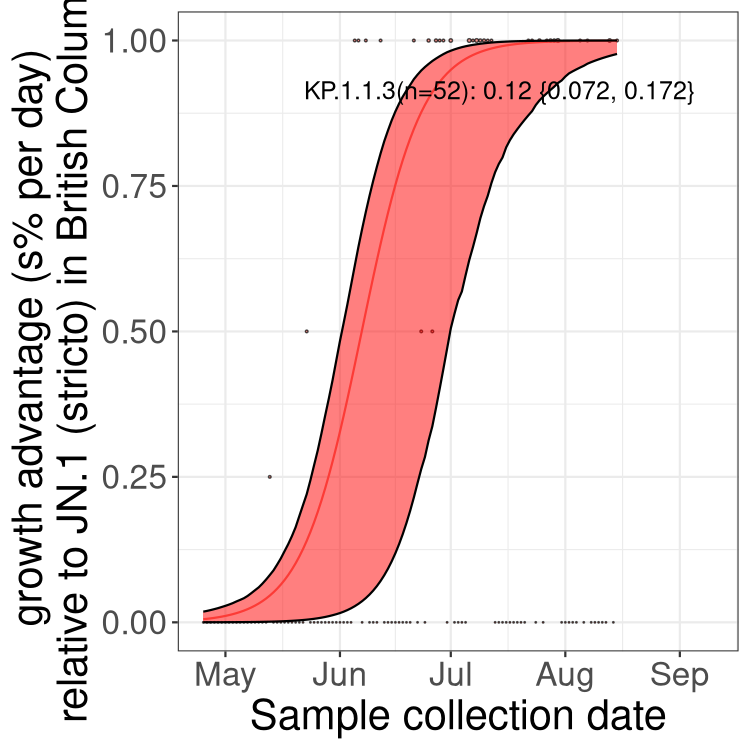 growth advantage (s% per day)
relative to JN.1 (stricto) in British Colum
1.00
0.75
0.50
0.25
0.00
KP.1.1.3(n=52): 0.12 {0.072, 0.172}
May Jun Jul Aug Sep
Sample collection date